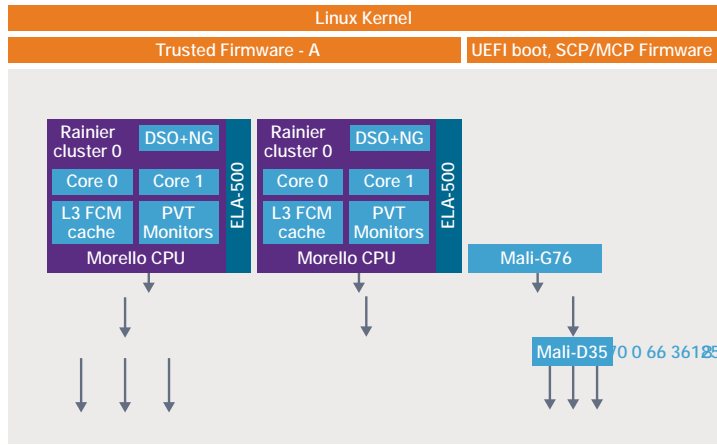 Linux Kernel
Trusted Firmware - A
UEFI boot, SCP/MCP Firmware
Rainier
cluster 0
DSO+NG
Core 0
Core 1
L3 FCM
cache
PVT
Monitors
Morello CPU
ELA-500
Rainier
cluster 0
DSO+NG
Core 0
Core 1
L3 FCM
cache
PVT
Monitors
Morello CPU
ELA-500
Mali-G76
Mali-D35
0 66